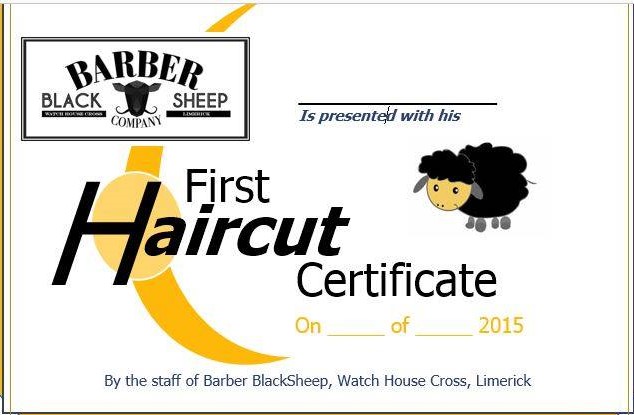 BARBER
BLACK SHEEP
WATCH HOUSE CROSS LIMERICK
COMPANY
Is presented with his
First
Haircut
Certificate
On _____ of _____ 2015
By the staff of Barber BlackSheep, Watch House Cross, Limerick